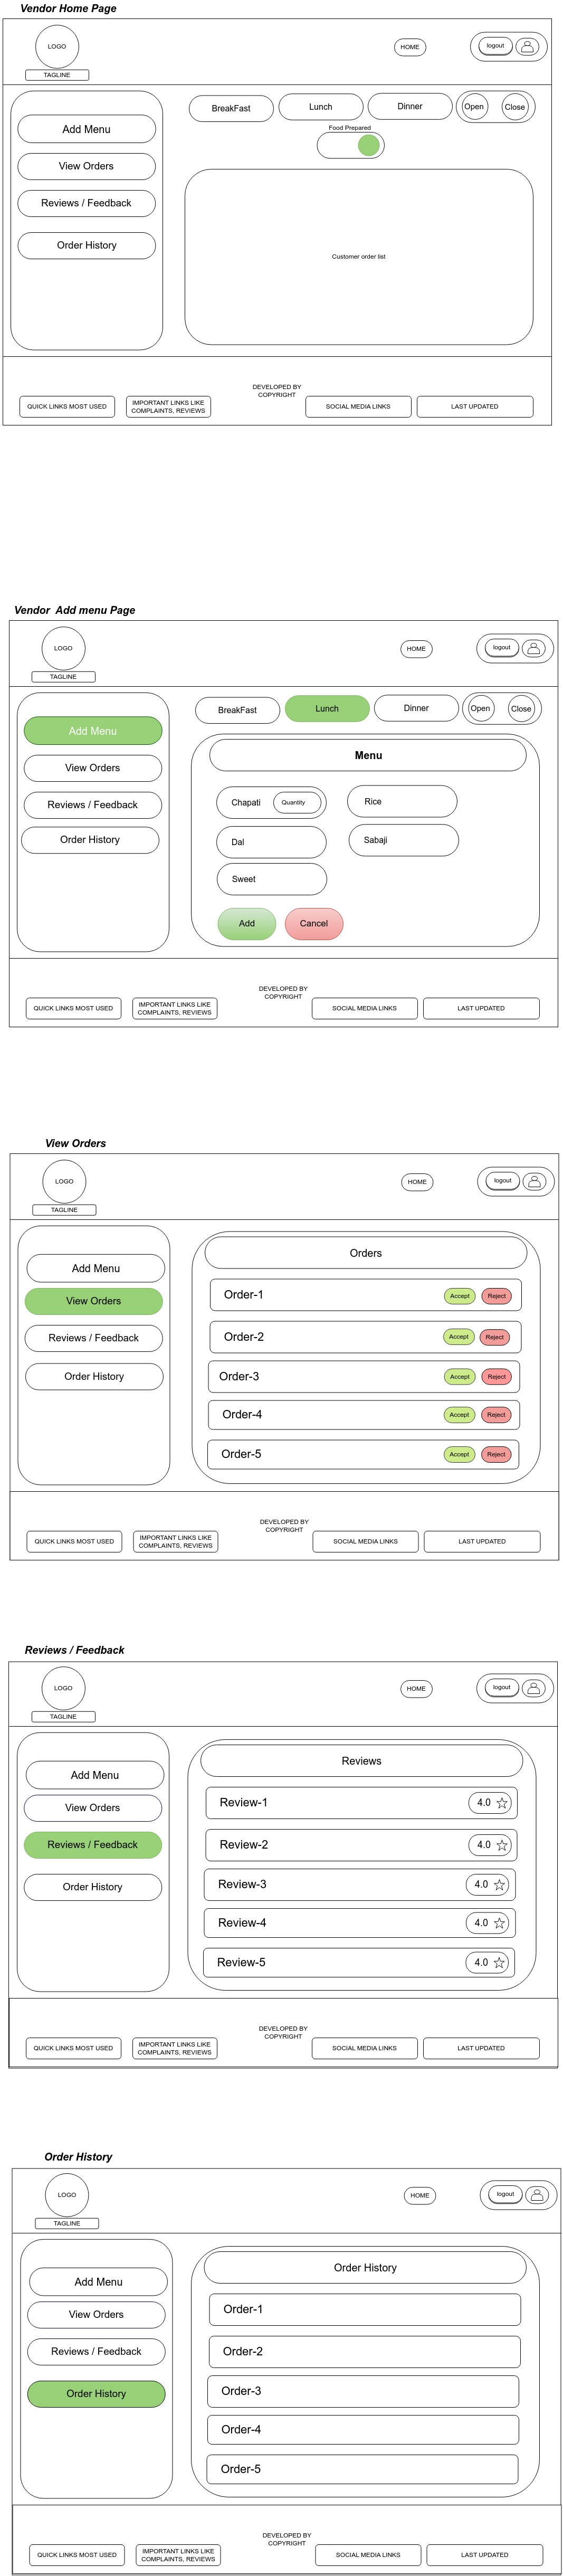 Vendor Home Page
LOGO
TAGLINE
HOME
logout
Add Menu
View Orders
Reviews / Feedback
Order History
BreakFast
Lunch
Dinner
Open
Close
Food Prepared
Customer order list
QUICK LINKS MOST USED
IMPORTANT LINKS LIKE
COMPLAINTS, REVIEWS
DEVELOPED BY
COPYRIGHT
SOCIAL MEDIA LINKS
LAST UPDATED
Vendor  Add menu Page
LOGO
TAGLINE
HOME
logout
Add Menu
View Orders
Reviews / Feedback
Order History
BreakFast
Lunch
Dinner
Open
Close
Menu
Chapati
Quantity
Rice
Dal
Sabaji
Sweet
Add
Cancel
QUICK LINKS MOST USED
IMPORTANT LINKS LIKE
COMPLAINTS, REVIEWS
DEVELOPED BY
COPYRIGHT
SOCIAL MEDIA LINKS
LAST UPDATED
View Orders
LOGO
TAGLINE
HOME
logout
Add Menu
View Orders
Reviews / Feedback
Order History
Orders
Order-1
Accept
Reject
Order-2
Accept
Reject
Order-3
Accept
Reject
Order-4
Accept
Reject
Order-5
Accept
Reject
QUICK LINKS MOST USED
IMPORTANT LINKS LIKE
COMPLAINTS, REVIEWS
DEVELOPED BY
COPYRIGHT
SOCIAL MEDIA LINKS
LAST UPDATED
Reviews / Feedback
LOGO
TAGLINE
HOME
logout
Add Menu
View Orders
Reviews / Feedback
Order History
Reviews
Review-1
4.0
Review-2
4.0
Review-3
4.0
Review-4
4.0
Review-5
4.0
QUICK LINKS MOST USED
IMPORTANT LINKS LIKE
COMPLAINTS, REVIEWS
DEVELOPED BY
COPYRIGHT
SOCIAL MEDIA LINKS
LAST UPDATED
Order History
LOGO
TAGLINE
HOME
logout
Add Menu
View Orders
Reviews / Feedback
Order History
Order History
Order-1
Order-2
Order-3
Order-4
Order-5
QUICK LINKS MOST USED
IMPORTANT LINKS LIKE
COMPLAINTS, REVIEWS
DEVELOPED BY
COPYRIGHT
SOCIAL MEDIA LINKS
LAST UPDATED